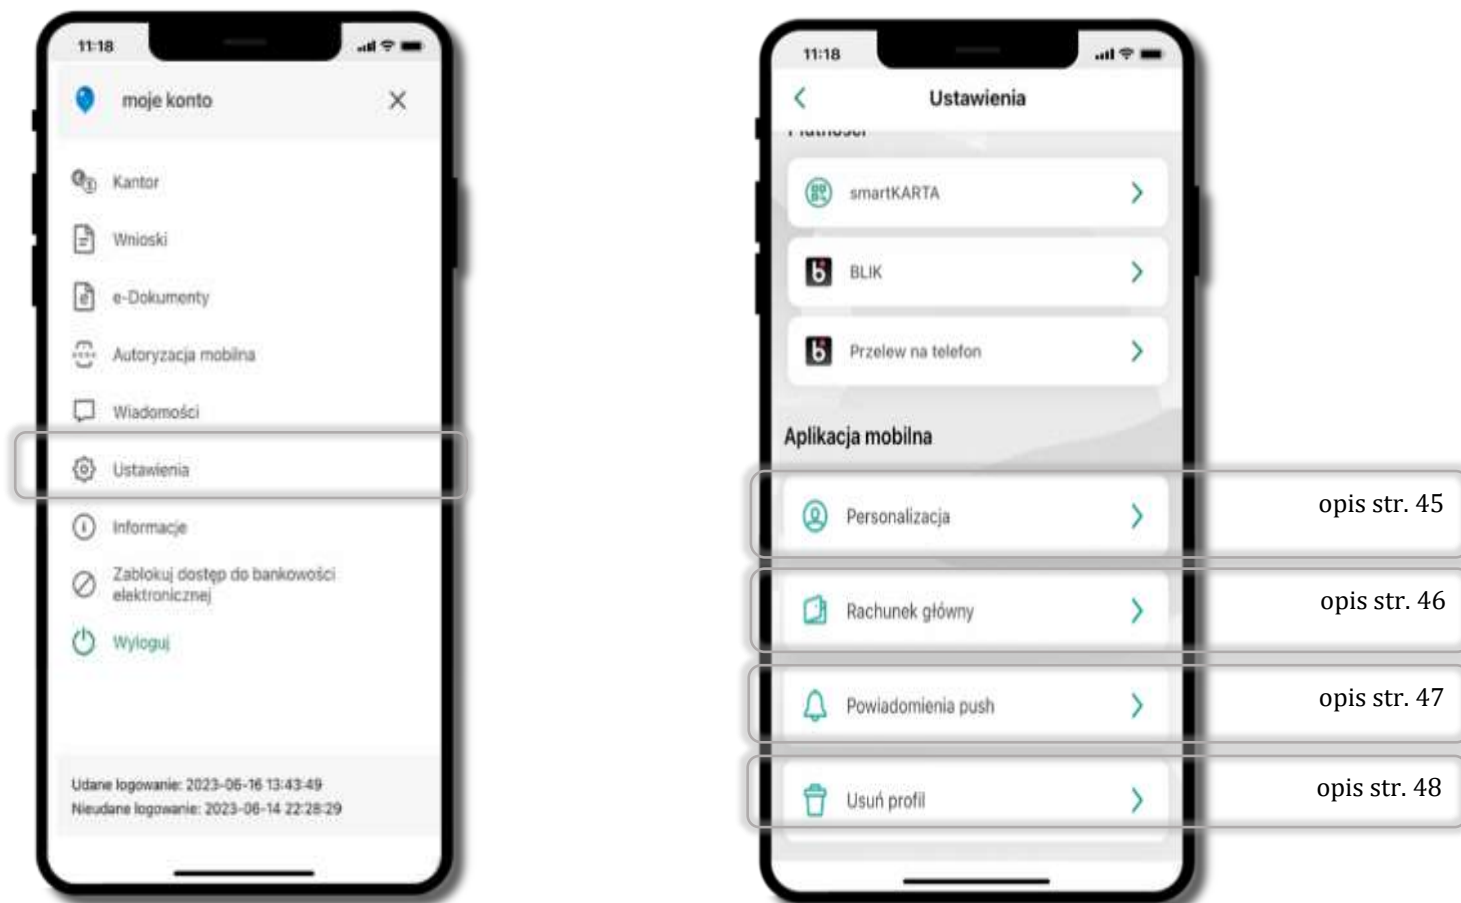 11:18
moje konto
Kantor
Wnioski
e-Dokumenty
Autoryzacja mobilna
Wiadomości
Ustawienia
Informacje
Zablokuj dostęp do bankowości
elektronicznej
Wyloguj
Udane logowanie: 2023-06-16 13:43:49
Nieudane logowanie: 2023-06-14 22:28:29
11:18
Ustawienia
Płatności
smartKARTA
BLIK
Przelew na telefon
Aplikacja mobilna
Personalizacja
opis str. 45
Rachunek główny
opis str. 46
Powiadomienia push
opis str. 47
Usuń profil
opis str. 48